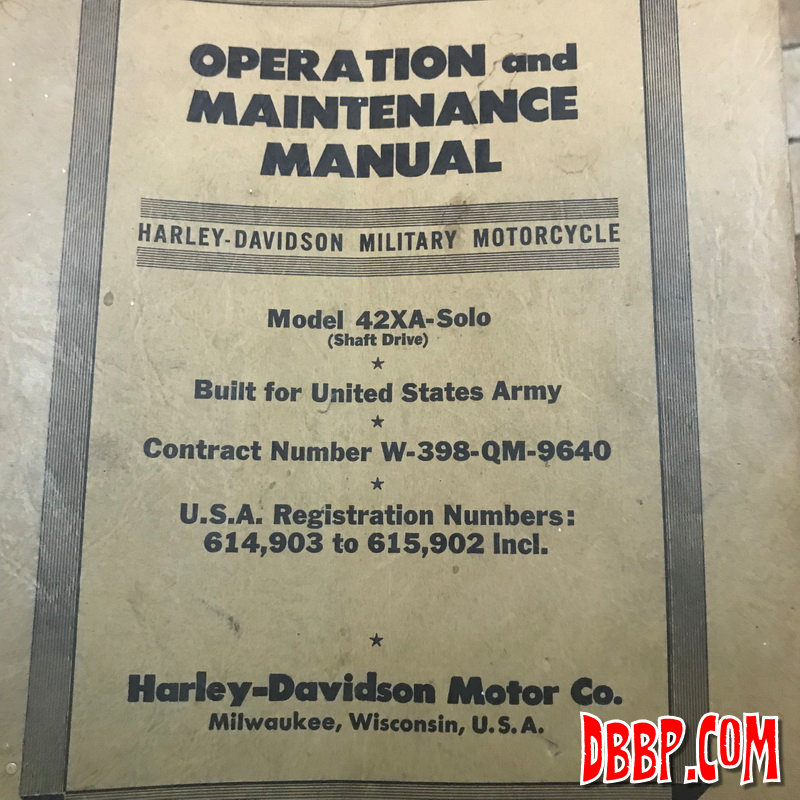 OPERATION and
MAINTENANCE
MANUAL
HARLEY-DAVIDSON MILITARY MOTORCYCLE
Model 42XA-Solo
(Shaft Drive)
Built for United States Army
Contract Number W-398-QM-9640
U.S.A. Registration Numbers:
614,903 to 615,902 Incl.
Harley-Davidson Motor Co.
Milwaukee, Wisconsin, U.S.A.
DBBP.COM